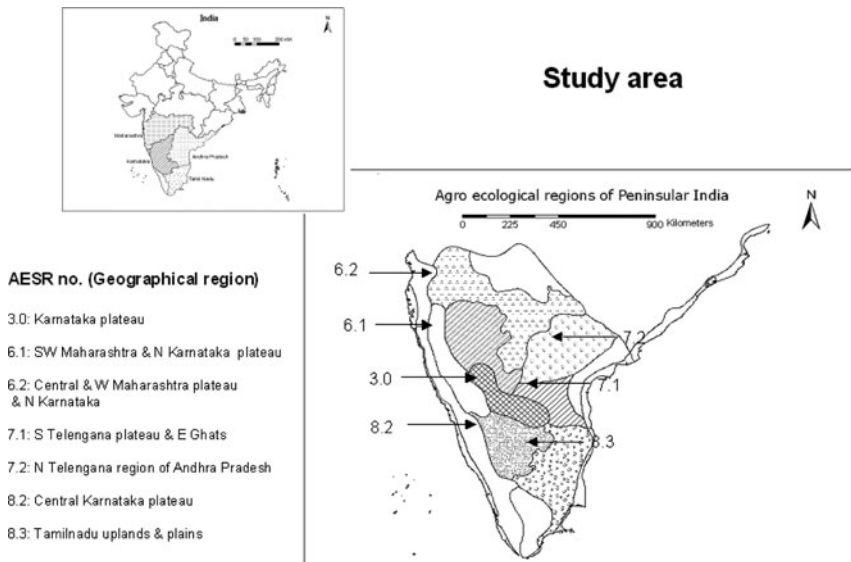 India
N
0 50 100 200 KM
Maharashtra
Andhra Pradesh
Karnataka
Tamil Nadu
Study area
Agro ecological regions of Peninsular India
N
0 225 450 900 Kilometers
6.2
6.1
7.2
3.0
7.1
8.2
8.3
AESR no. (Geographical region)
3.0: Karnataka plateau
6.1: SW Maharashtra & N Karnataka plateau
6.2: Central & W Maharashtra plateau
& N Karnataka
7.1: S Telengana plateau & E Ghats
7.2: N Telengana region of Andhra Pradesh
8.2: Central Karnataka plateau
8.3: Tamilnadu uplands & plains